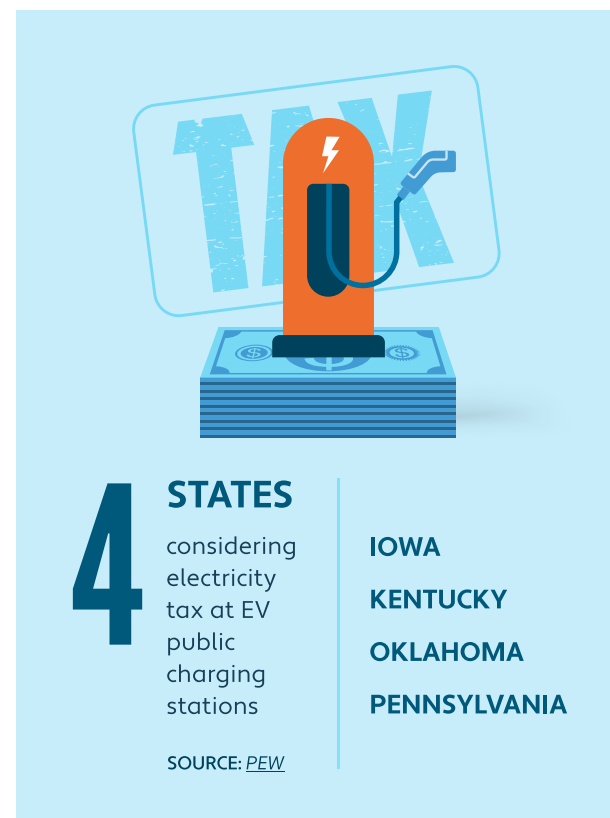 TAX
4
STATES
considering
electricity
tax at EV
public
charging
stations
SOURCE: PEW
IOWA
KENTUCKY
OKLAHOMA
PENNSYLVANIA